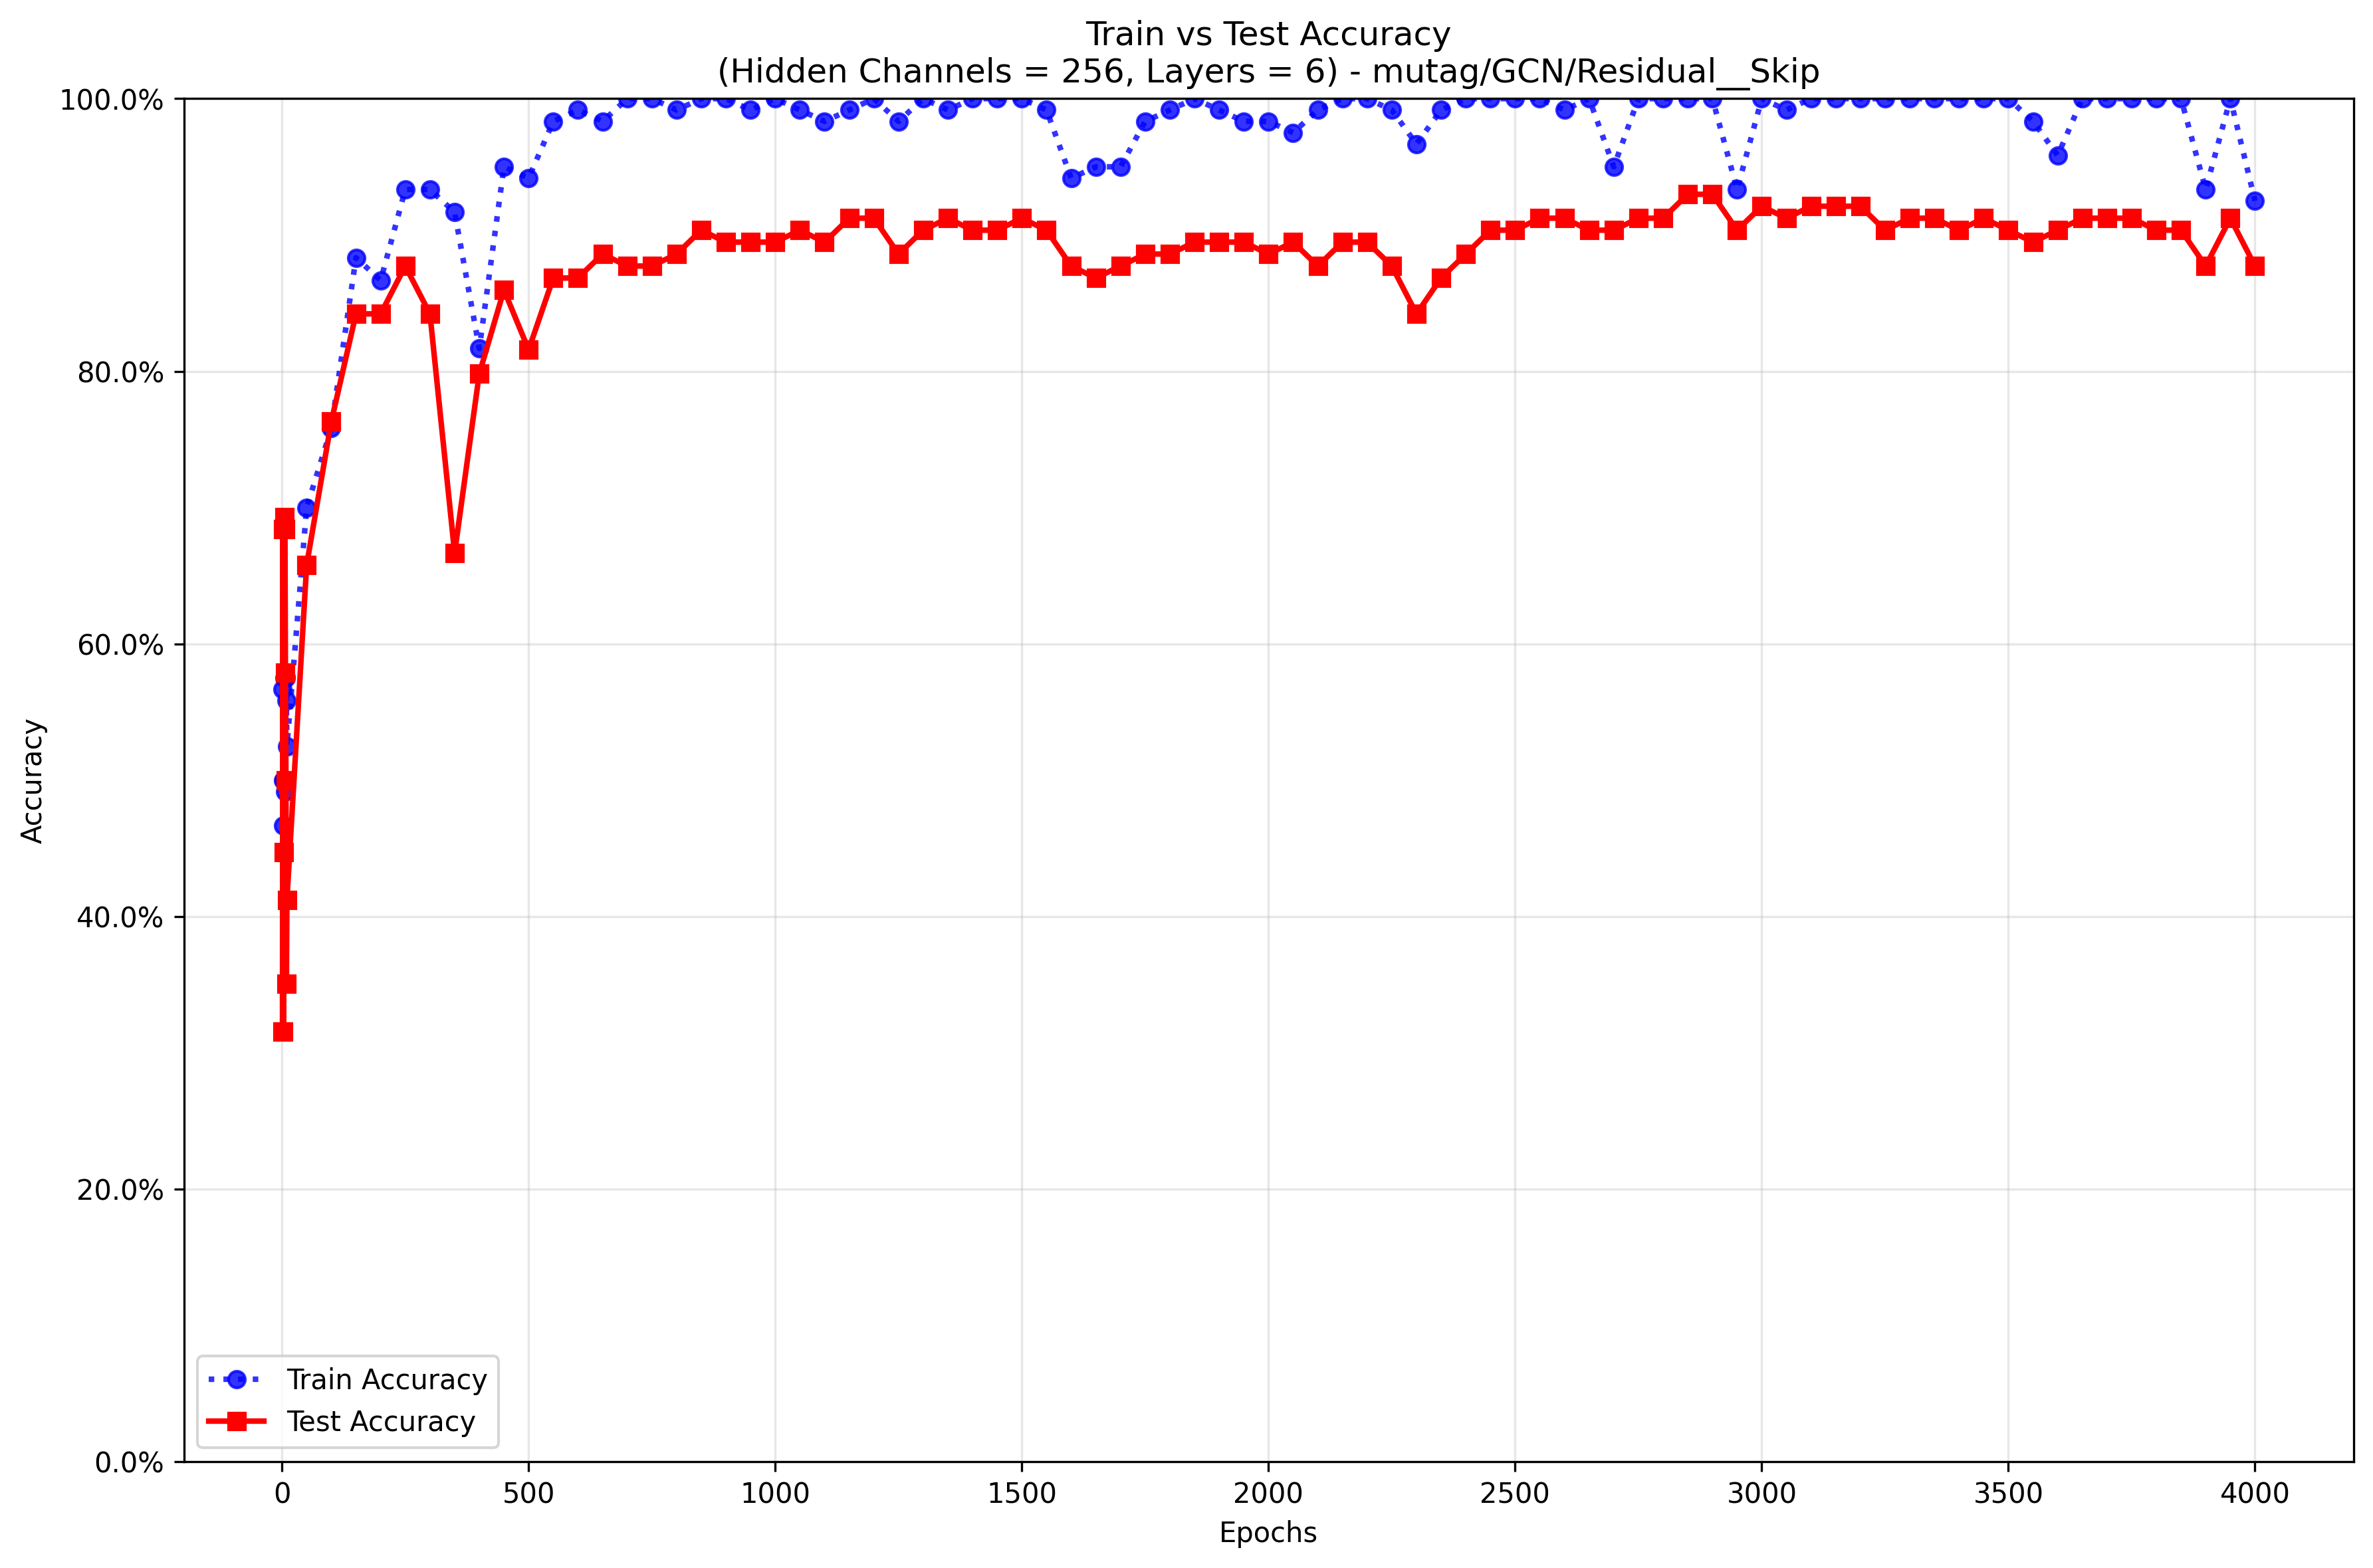 Train vs Test Accuracy
(Hidden Channels = 256, Layers = 6) - mutag/GCN/Residual__Skip
100.0%
80.0%
60.0%
40.0%
20.0%
0.0%
Accuracy
Train Accuracy
Test Accuracy
0 500 1000 1500 2000 2500 3000 3500 4000
Epochs